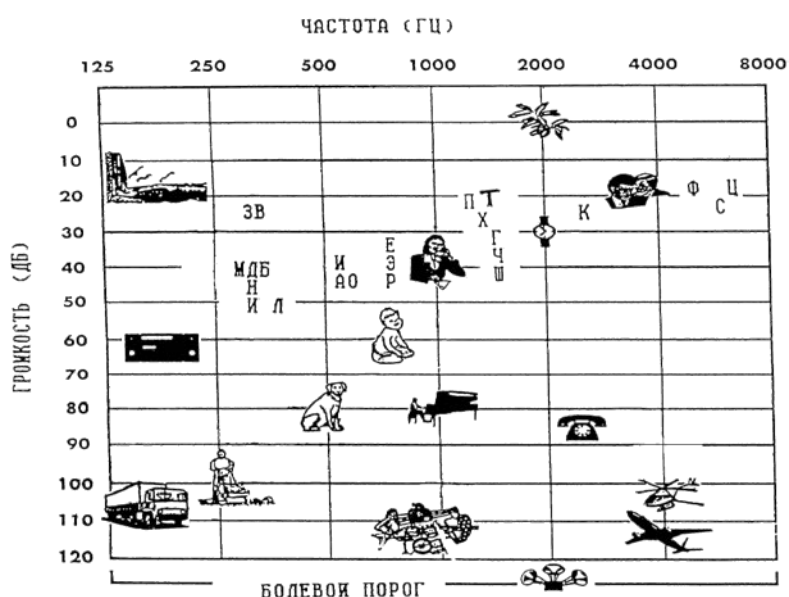 ЧАСТОТА (ГЦ)
125 250 500 1000 2000 4000 8000
ГРОМКОСТЬ (ДБ)
0
10
20
30
40
50
60
70
80
90
100
110
120
П Т
Ф Ц
ЗВ
Х
К
С
Е
Г
МДБ
И
Э
Ч
Н
АО
Р
Ш
И Л
БОЛЕВОЙ ПОРОГ